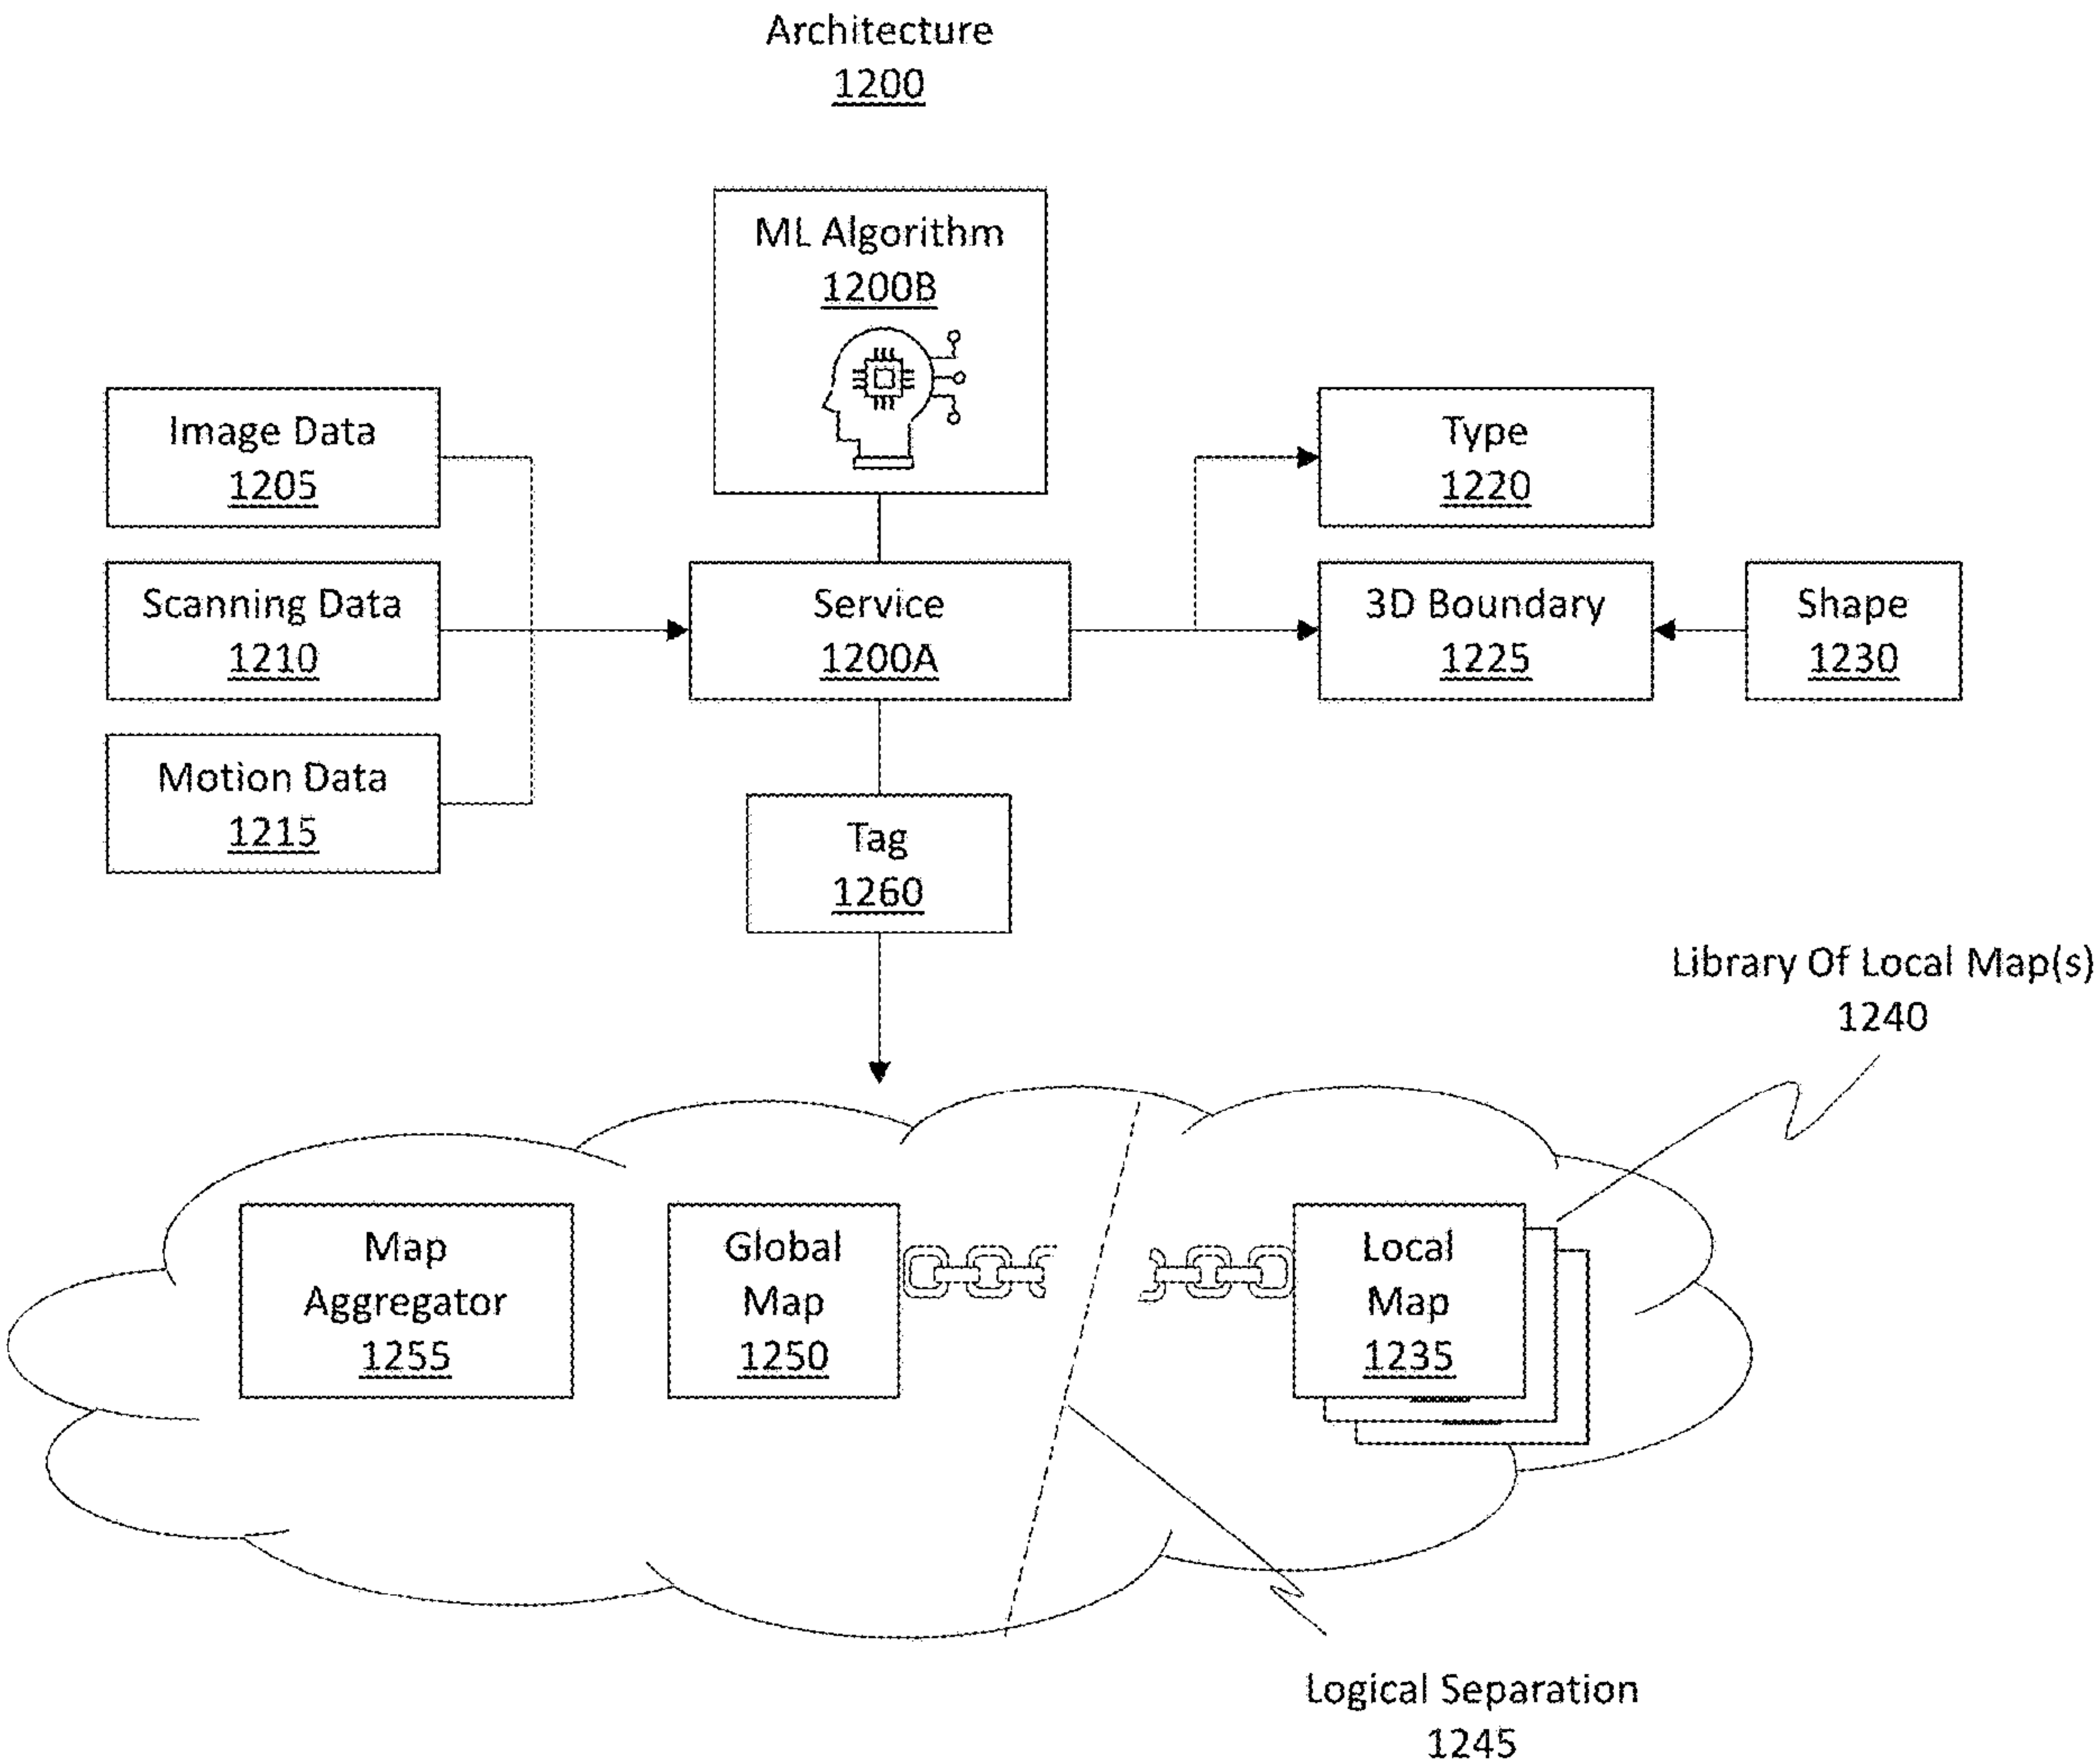 Architecture
1200
ML Algorithm
1200B
Image Data
1205
Scanning Data
1210
Motion Data
1215
Service
1200A
Type
1220
3D Boundary
1225
Shape
1230
Tag
1260
Library Of Local Map(s)
1240
Map
Aggregator
1255
Global
Map
1250
Local
Map
1235
Logical Separation
1245